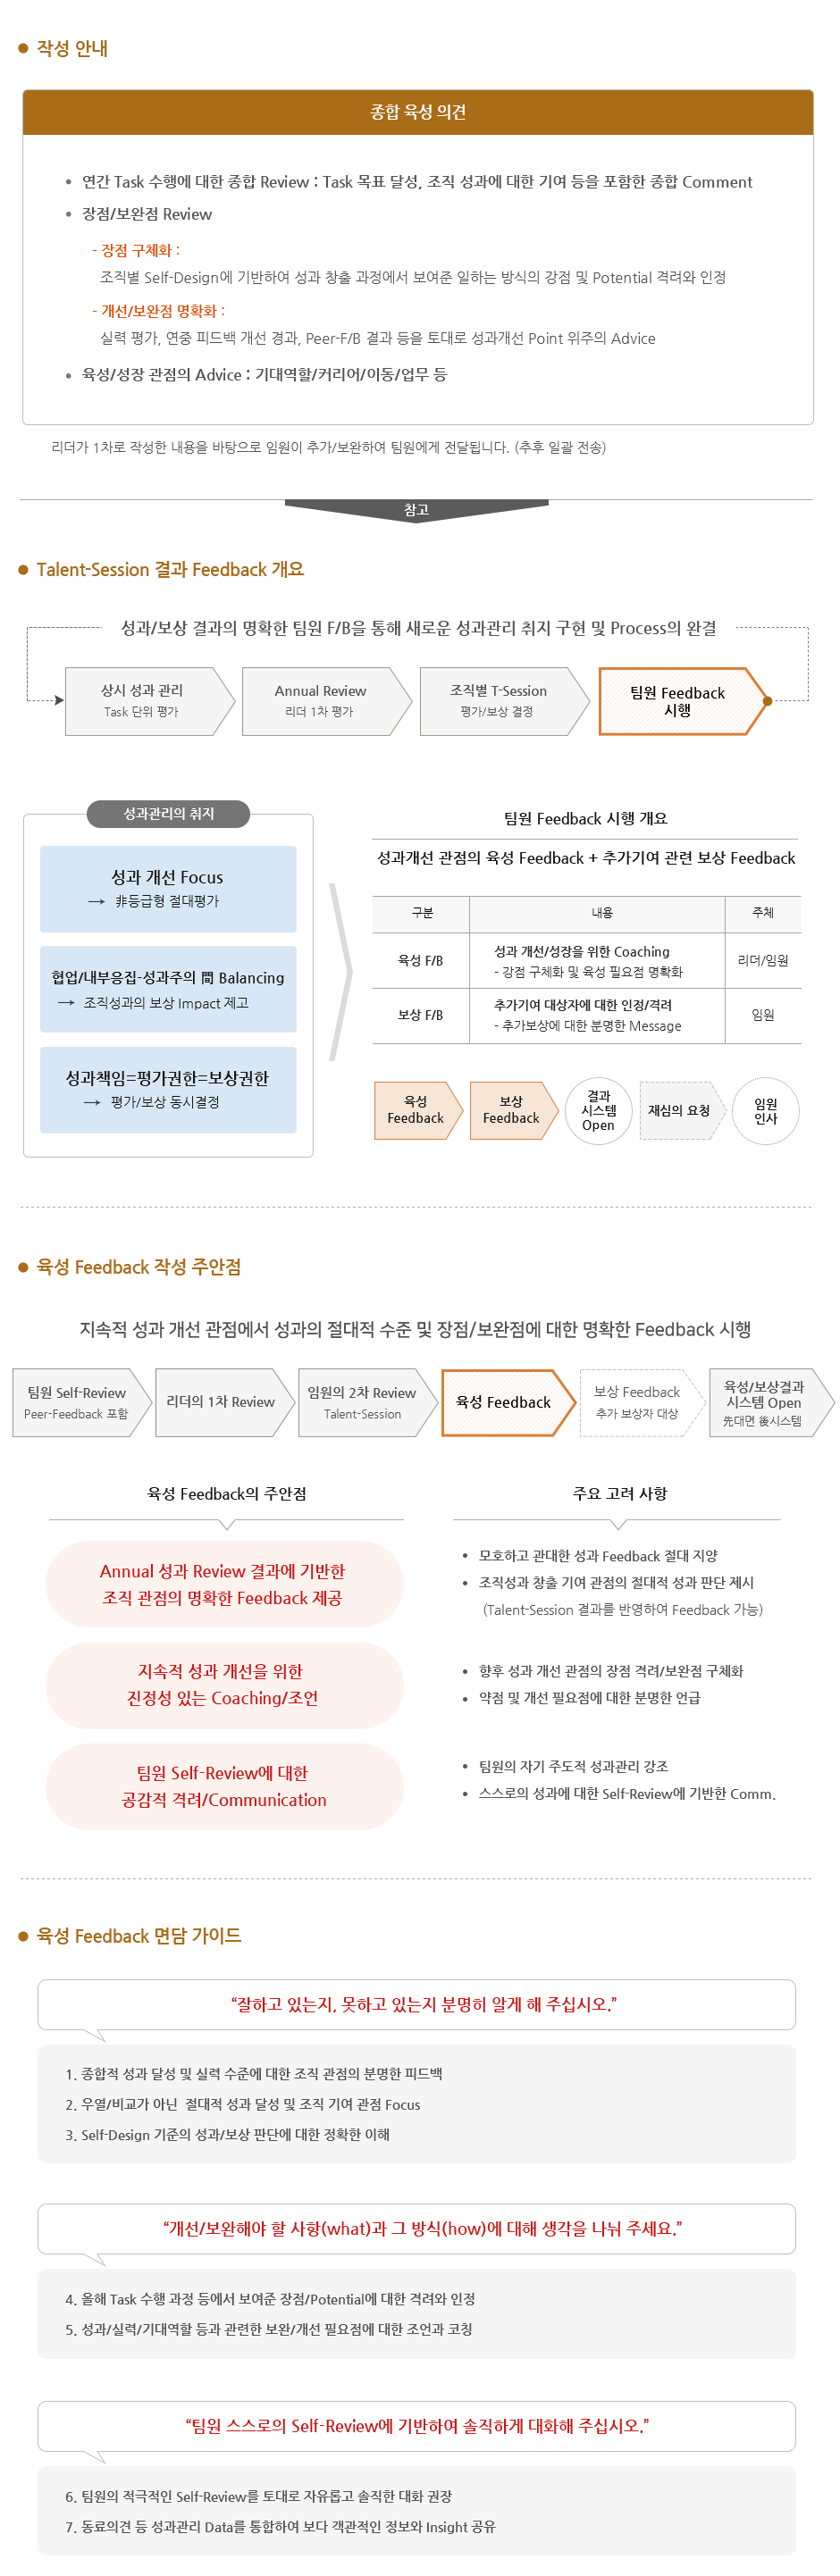 작성 안내
종합 육성 의견
연간 Task 수행에 대한 종합 Review : Task 목표 달성, 조직 성과에 대한 기여 등을 포함한 종합 Comment
장점/보완점 Review
- 장점 구체화 :
조직별 Self-Design에 기반하여 성과 창출 과정에서 보여준 일하는 방식의 강점 및 Potential 격려와 인정
- 개선/보완점 명확화 :
실력 평가, 연중 피드백 개선 경과, Peer-F/B 결과 등을 토대로 성과개선 Point 위주의 Advice
육성/성장 관점의 Advice : 기대역할/커리어/이동/업무 등
리더가 1차로 작성한 내용을 바탕으로 임원이 추가/보완하여 팀원에게 전달됩니다. (추후 일괄 전송)
참고
Talent-Session 결과 Feedback 개요
성과/보상 결과의 명확한 팀원 F/B을 통해 새로운 성과관리 취지 구현 및 Process의 완결
상시 성과 관리
Task 단위 평가
Annual Review
리더 1차 평가
조직별 T-Session
평가/보상 결정
팀원 Feedback
시행
성과관리의 취지
성과 개선 Focus
→ 非등급형 절대평가
협업/내부응집-성과주의 間 Balancing
→ 조직성과의 보상 Impact 제고
성과책임=평가권한=보상권한
→ 평가/보상 동시결정
팀원 Feedback 시행 개요
성과개선 관점의 육성 Feedback + 추가기여 관련 보상 Feedback
구분 내용 주체
육성 F/B
성과 개선/성장을 위한 Coaching
- 강점 구체화 및 육성 필요점 명확화
리더/임원
보상 F/B
추가기여 대상자에 대한 인정/격려
- 추가보상에 대한 분명한 Message
임원
육성
Feedback
보상
Feedback
결과
시스템
Open
재심의 요청
임원
인사
육성 Feedback 작성 주안점
지속적 성과 개선 관점에서 성과의 절대적 수준 및 장점/보완점에 대한 명확한 Feedback 시행
팀원 Self-Review
Peer-Feedback 포함
리더의 1차 Review
임원의 2차 Review
Talent-Session
육성 Feedback
보상 Feedback
추가 보상자 대상
육성/보상결과
시스템 Open
先대면 後시스템
육성 Feedback의 주안점
Annual 성과 Review 결과에 기반한
조직 관점의 명확한 Feedback 제공
지속적 성과 개선을 위한
진정성 있는 Coaching/조언
팀원 Self-Review에 대한
공감적 격려/Communication
주요 고려 사항
모호하고 관대한 성과 Feedback 절대 지양
조직성과 창출 기여 관점의 절대적 성과 판단 제시
(Talent-Session 결과를 반영하여 Feedback 가능)
향후 성과 개선 관점의 장점 격려/보완점 구체화
약점 및 개선 필요점에 대한 분명한 언급
팀원의 자기 주도적 성과관리 강조
스스로의 성과에 대한 Self-Review에 기반한 Comm.
육성 Feedback 면담 가이드
“잘하고 있는지, 못하고 있는지 분명히 알게 해 주십시오.”
1. 종합적 성과 달성 및 실력 수준에 대한 조직 관점의 분명한 피드백
2. 우열/비교가 아닌 절대적 성과 달성 및 조직 기여 관점 Focus
3. Self-Design 기준의 성과/보상 판단에 대한 정확한 이해
“개선/보완해야 할 사항(what)과 그 방식(how)에 대해 생각을 나눠 주세요.”
4. 올해 Task 수행 과정 등에서 보여준 장점/Potential에 대한 격려와 인정
5. 성과/실력/기대역할 등과 관련한 보완/개선 필요점에 대한 조언과 코칭
“팀원 스스로의 Self-Review에 기반하여 솔직하게 대화해 주십시오.”
6. 팀원의 적극적인 Self-Review를 토대로 자유롭고 솔직한 대화 권장
7. 동료의견 등 성과관리 Data를 통합하여 보다 객관적인 정보와 Insight 공유